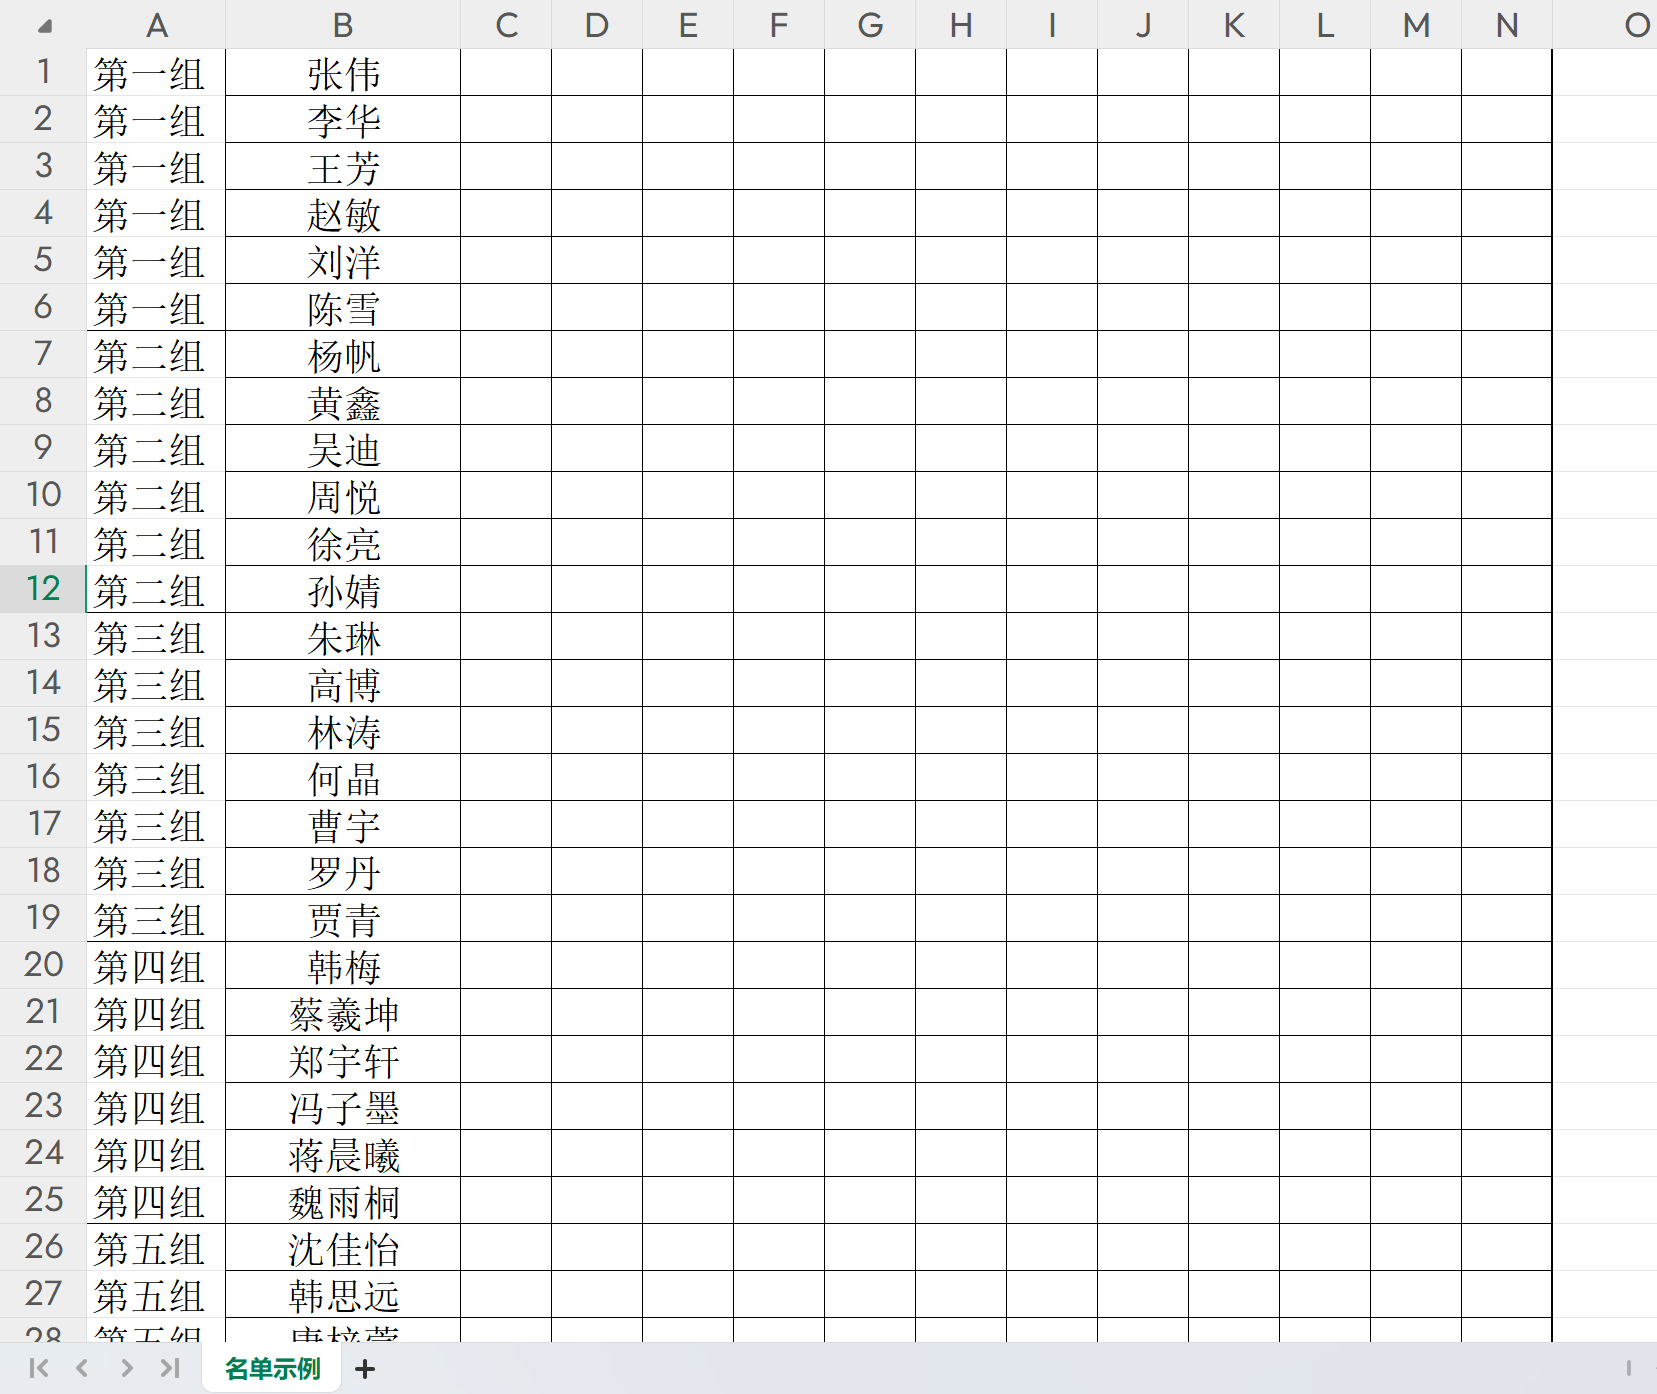 A B C D E F G H I J K L M N O
1 第一组 张伟
2 第一组 李华
3 第一组 王芳
4 第一组 赵敏
5 第一组 刘洋
6 第一组 陈雪
7 第二组 杨帆
8 第二组 黄鑫
9 第二组 吴迪
10 第二组 周悦
11 第二组 徐亮
12 第二组 孙婧
13 第三组 朱琳
14 第三组 高博
15 第三组 林涛
16 第三组 何晶
17 第三组 曹宇
18 第三组 罗丹
19 第三组 贾青
20 第四组 韩梅
21 第四组 蔡羲坤
22 第四组 郑宇轩
23 第四组 冯子墨
24 第四组 蒋晨曦
25 第四组 魏雨桐
26 第五组 沈佳怡
27 第五组 韩思远
28 第五组
名单示例